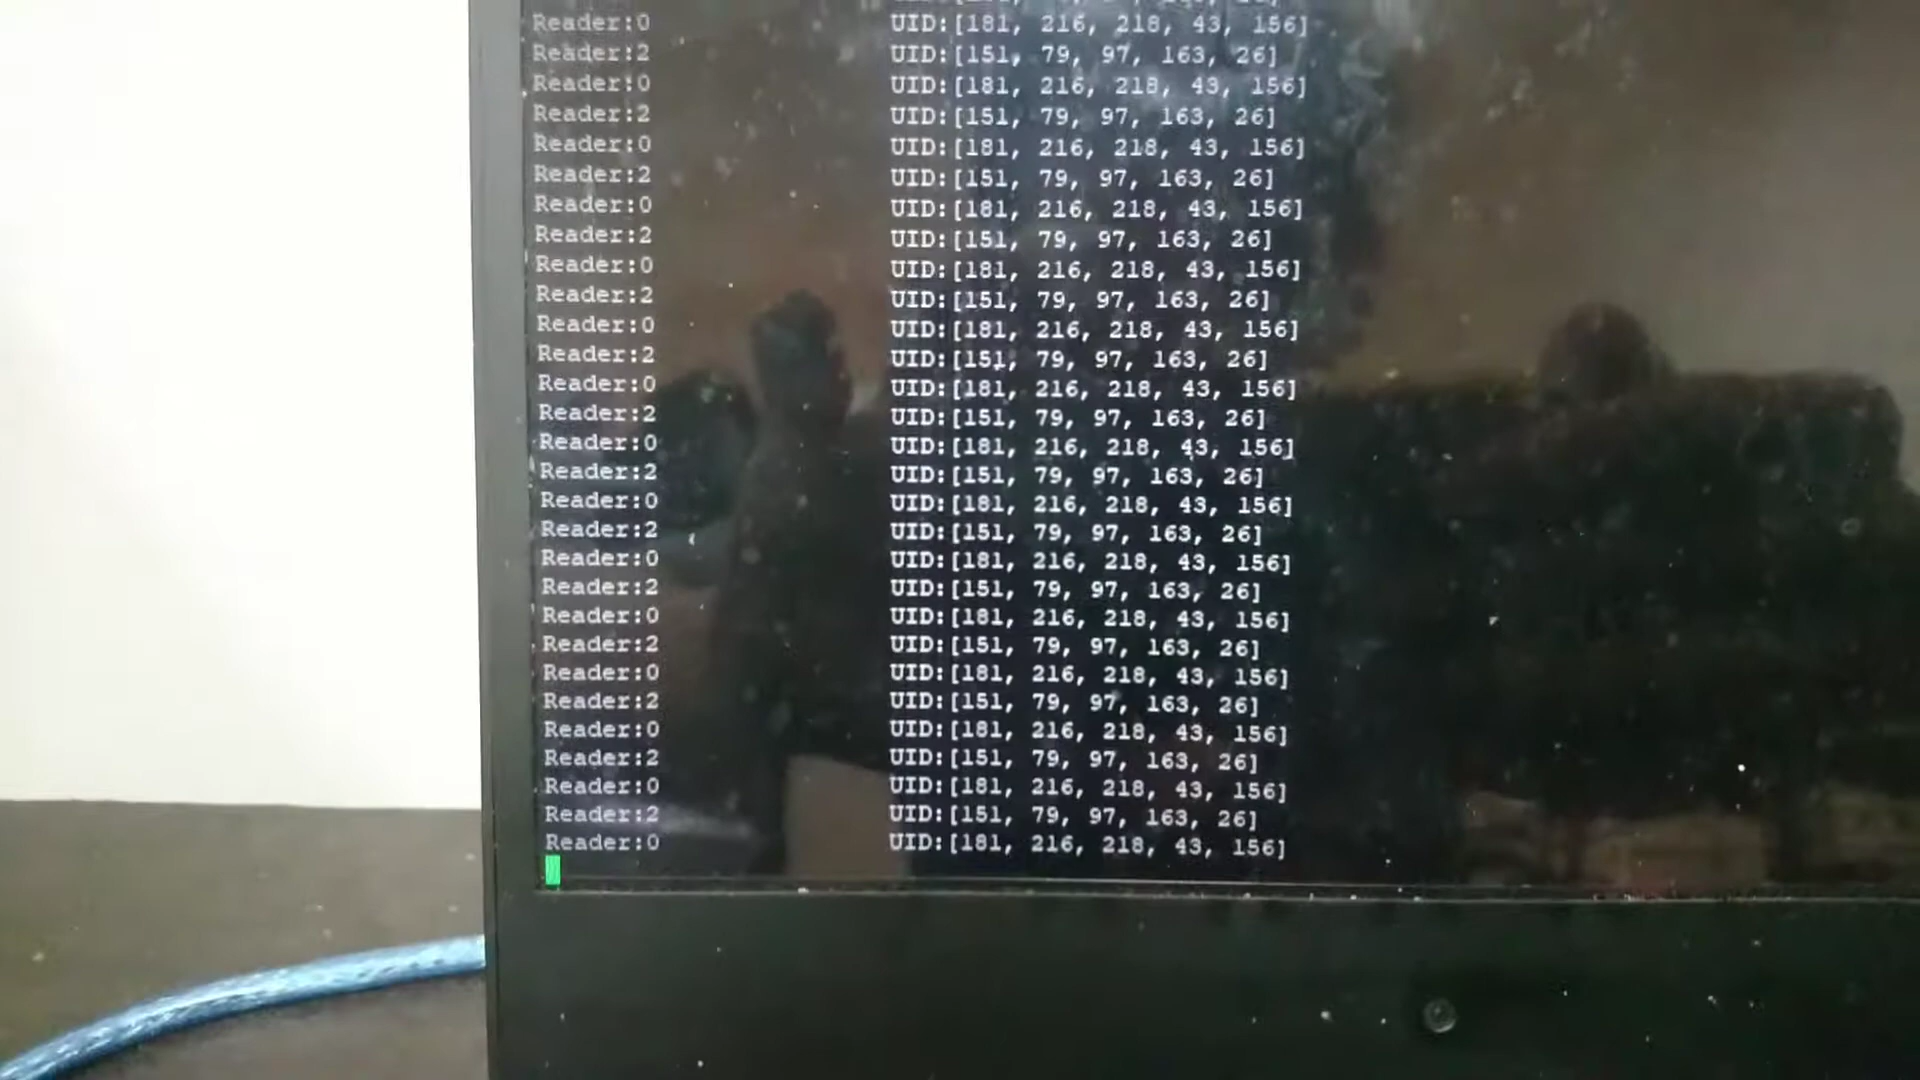 Reader:0 UID:[181, 216, 218, 43, 156]
Reader:2 UID:[151, 79, 97, 163, 26]
Reader:0 UID:[181, 216, 218, 43, 156]
Reader:2 UID:[151, 79, 97, 163, 26]
Reader:0 UID:[181, 216, 218, 43, 156]
Reader:2 UID:[151, 79, 97, 163, 26]
Reader:0 UID:[181, 216, 218, 43, 156]
Reader:2 UID:[151, 79, 97, 163, 26]
Reader:0 UID:[181, 216, 218, 43, 156]
Reader:2 UID:[151, 79, 97, 163, 26]
Reader:0 UID:[181, 216, 218, 43, 156]
Reader:2 UID:[151, 79, 97, 163, 26]
Reader:0 UID:[181, 216, 218, 43, 156]
Reader:2 UID:[151, 79, 97, 163, 26]
Reader:0 UID:[181, 216, 218, 43, 156]
Reader:2 UID:[151, 79, 97, 163, 26]
Reader:0 UID:[181, 216, 218, 43, 156]
Reader:2 UID:[151, 79, 97, 163, 26]
Reader:0 UID:[181, 216, 218, 43, 156]
Reader:2 UID:[151, 79, 97, 163, 26]
Reader:0 UID:[181, 216, 218, 43, 156]
Reader:2 UID:[151, 79, 97, 163, 26]
Reader:0 UID:[181, 216, 218, 43, 156]
Reader:2 UID:[151, 79, 97, 163, 26]
Reader:0 UID:[181, 216, 218, 43, 156]
Reader:2 UID:[151, 79, 97, 163, 26]
Reader:0 UID:[181, 216, 218, 43, 156]
Reader:2 UID:[151, 79, 97, 163, 26]
Reader:0 UID:[181, 216, 218, 43, 156]